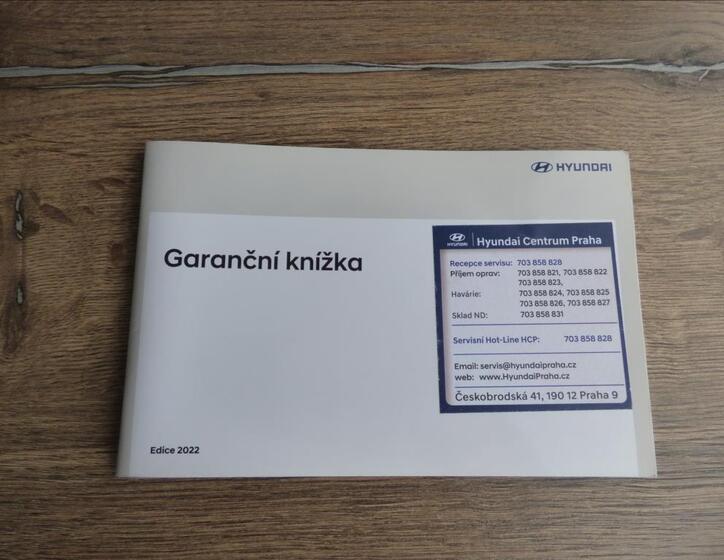 HYUNDAI
Garanční knížka
HYUNDAI
Hyundai Centrum Praha
Recepce servisu: 703 858 828
Příjem oprav: 703 858 821, 703 858 822
703 858 823,
Havárie: 703 858 824, 703 858 825
703 858 826, 703 858 827
Sklad ND: 703 858 831
Servisní Hot-Line HCP: 703 858 828
Email: servis@hyundaipraha.cz
web: www.HyundaiPraha.cz
Českobrodská 41, 190 12 Praha 9
Edice 2022